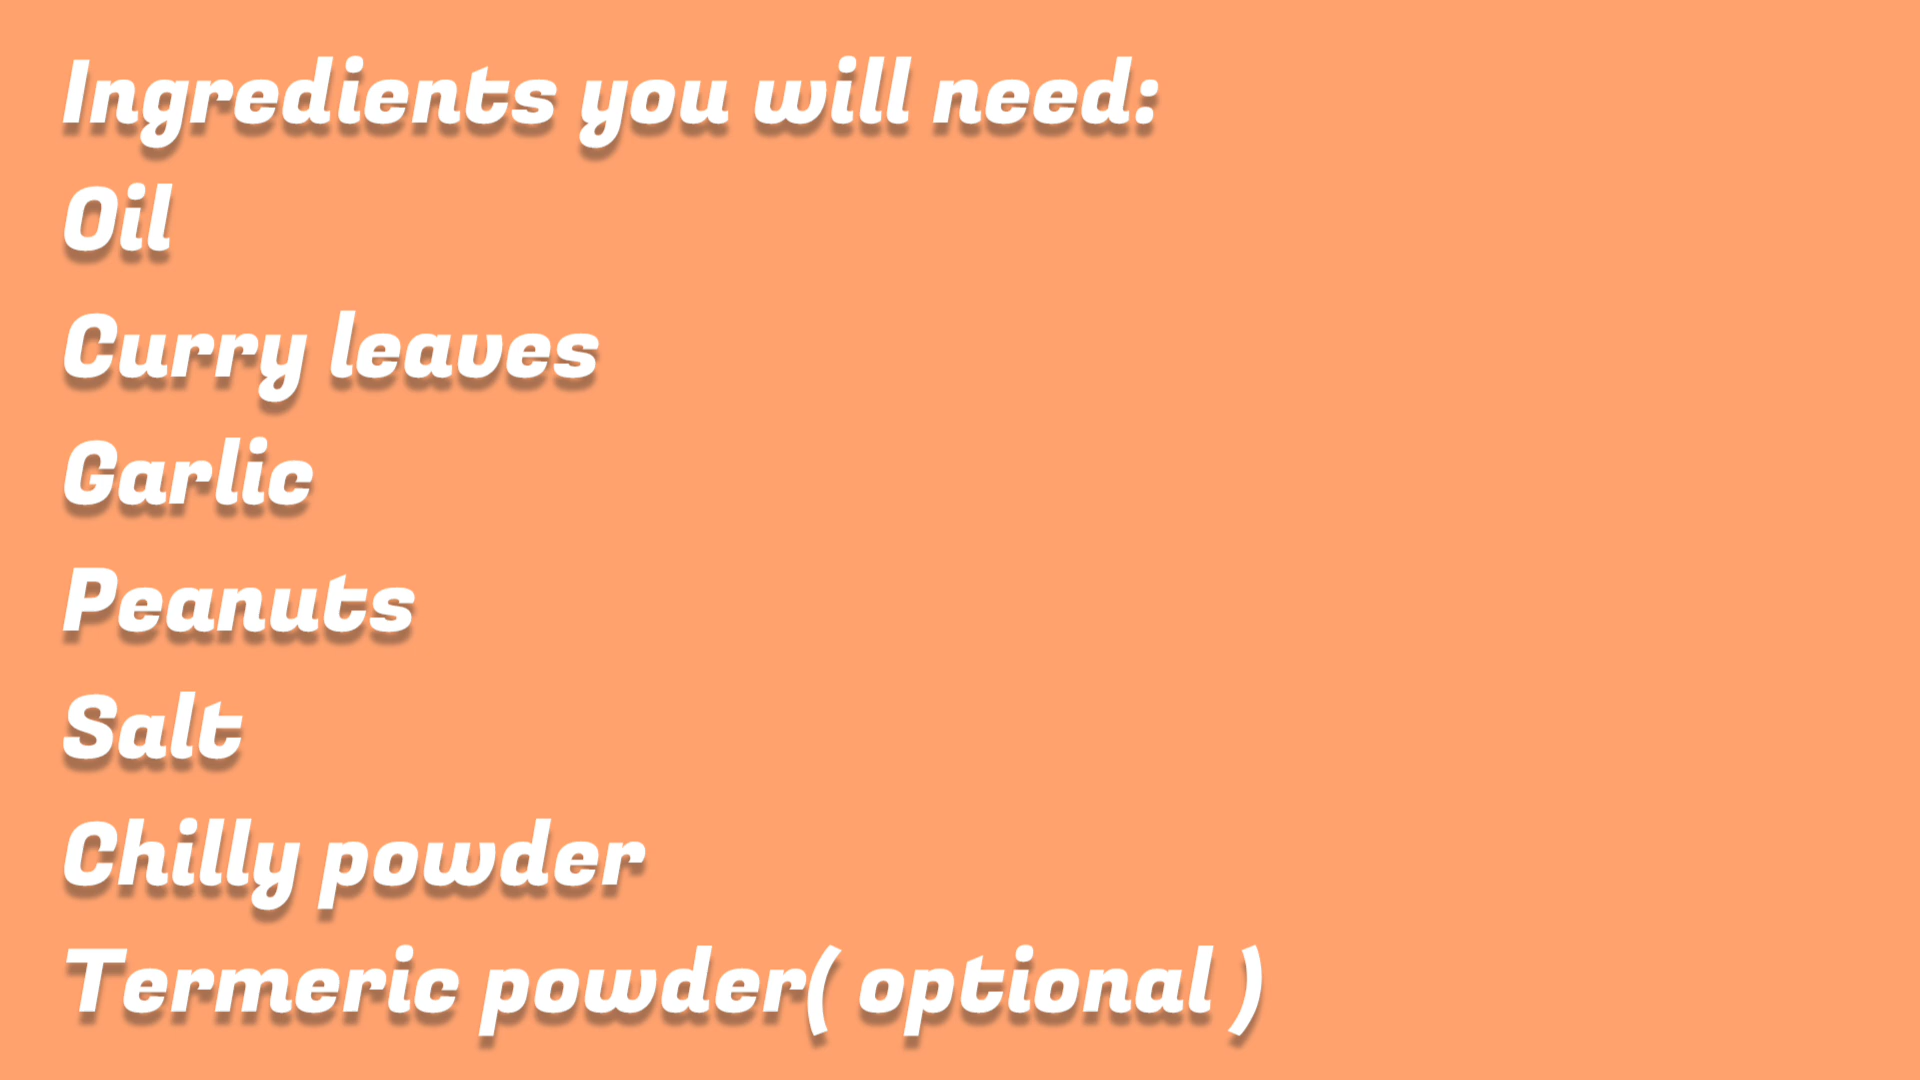 Ingredients you will need:
Oil
Curry leaves
Garlic
Peanuts
Salt
Chilly powder
Termeric powder( optional )